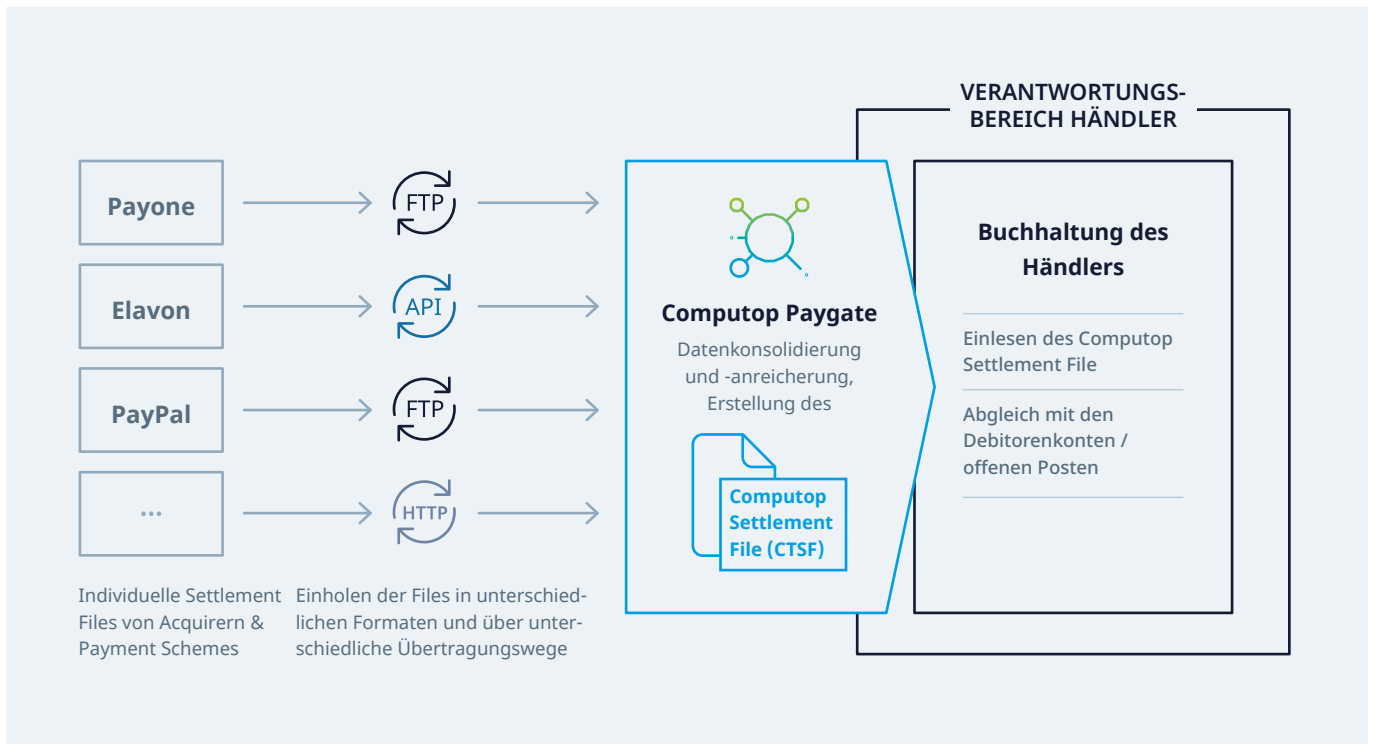 VERANTWORTUNGS-
BEREICH HÄNDLER
Payone
FTP
Elavon
API
PayPal
FTP
...
HTTP
Individuelle Settlement
Files von Acquirern &
Payment Schemes
Einholen der Files in unterschied-
lichen Formaten und über unter-
schiedliche Übertragungswege
Computop Paygate
Datenkonsolidierung
und -anreicherung,
Erstellung des
Computop
Settlement
File (CTSF)
Buchhaltung des
Händlers
Einlesen des Computop
Settlement File
Abgleich mit den
Debitorenkonten /
offenen Posten